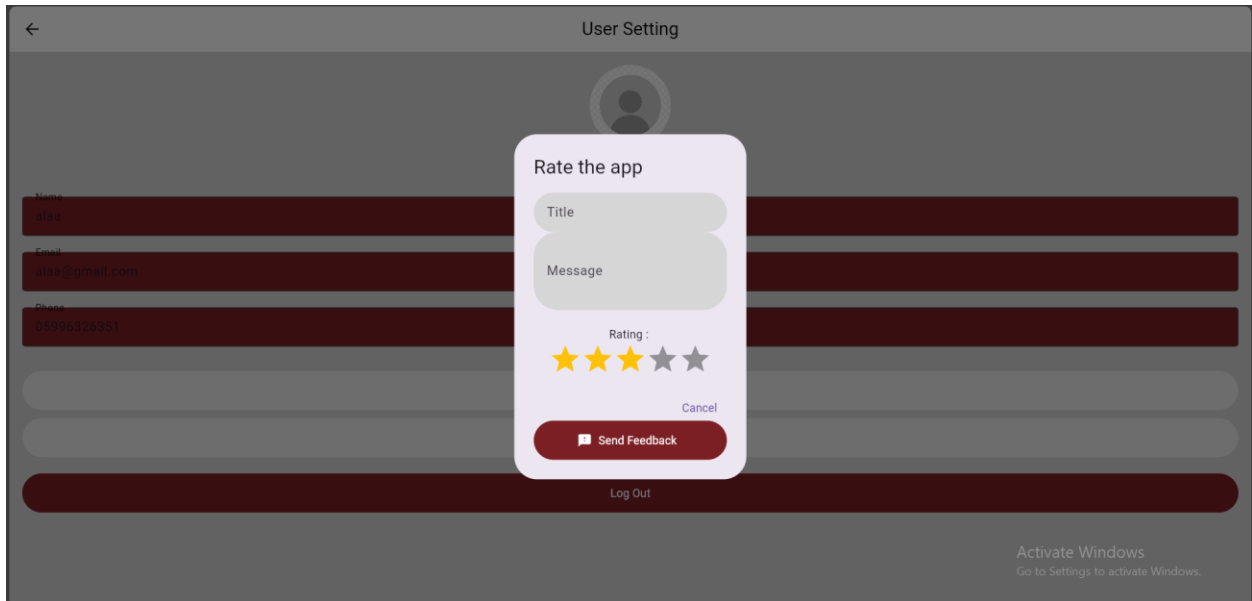 User Setting
Rate the app
Name
alaa
Title
Email
alaa@gmail.com
Message
Phone
05996326351
Rating :
Cancel
Send Feedback
Log Out
Activate Windows
Go to Settings to activate Windows.